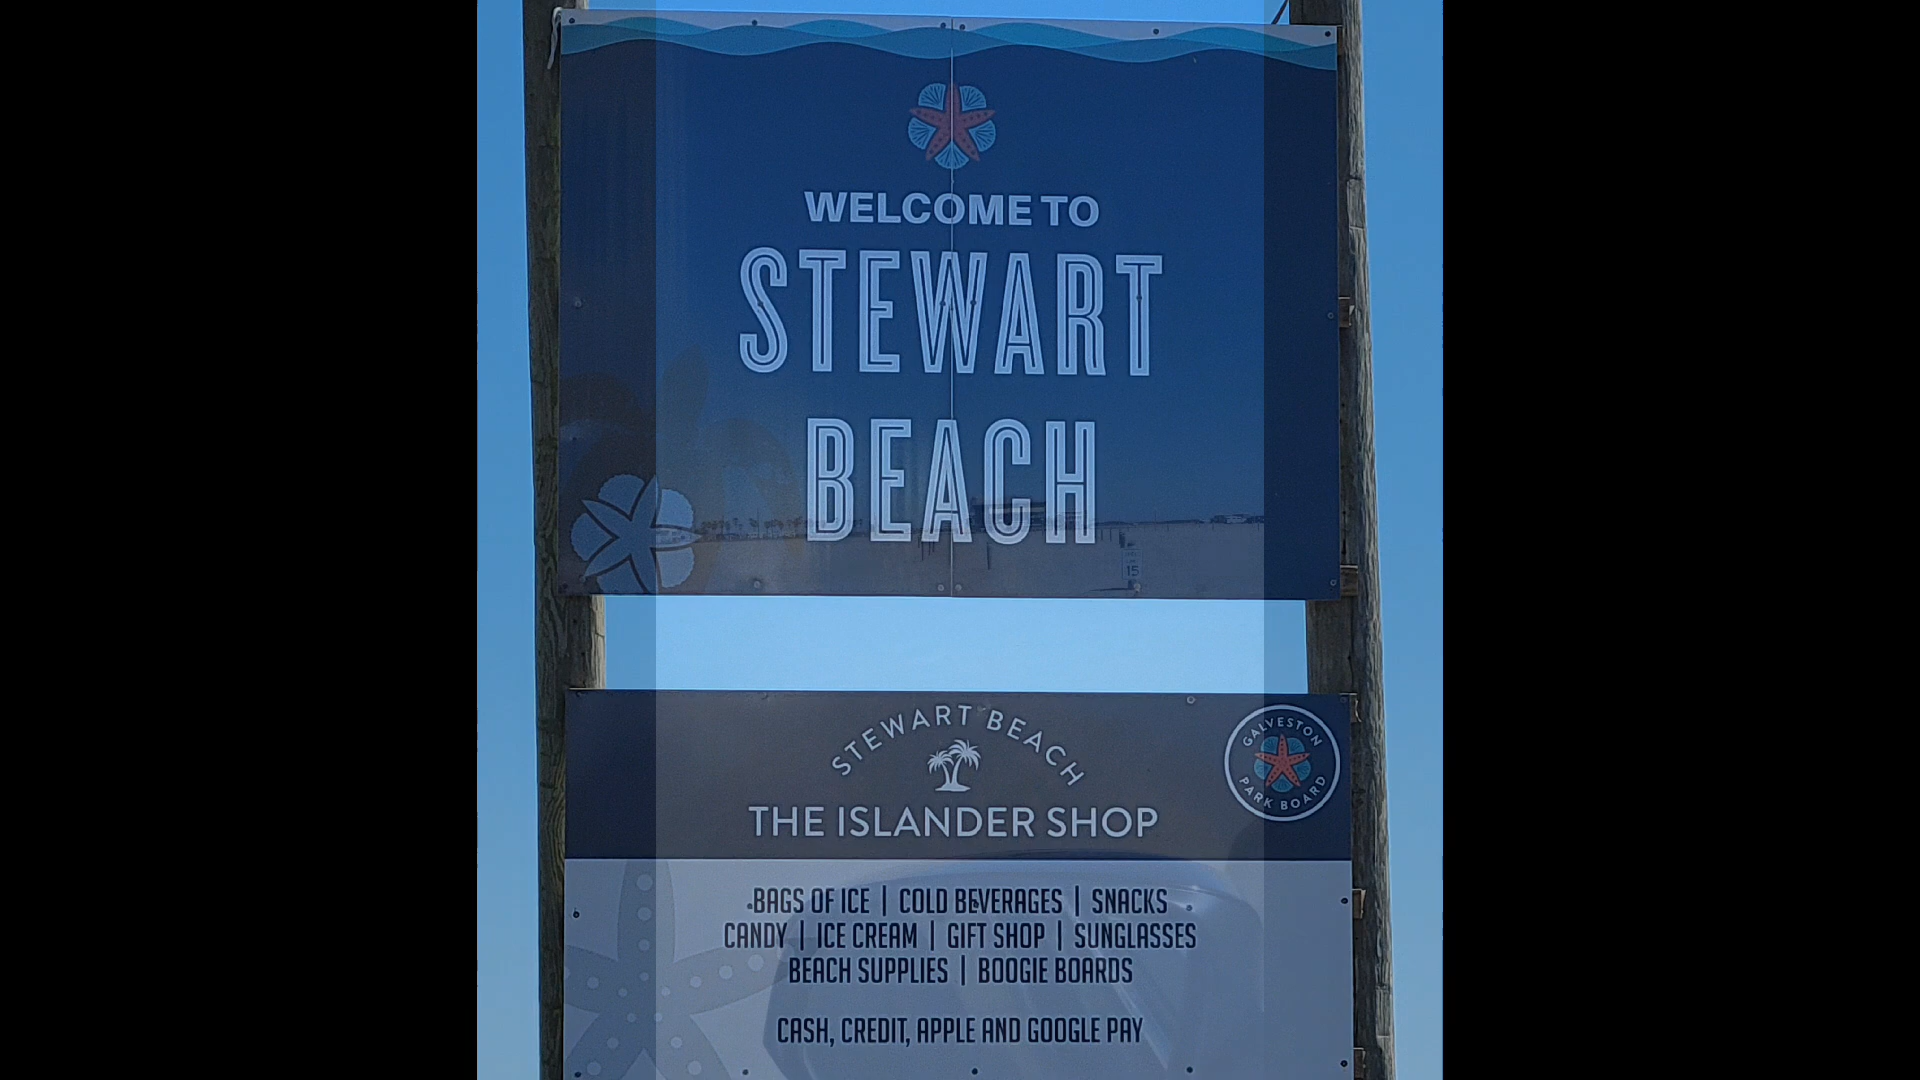 WELCOME TO
STEWART
BEACH
15
STEWART BEACH
THE ISLANDER SHOP
GALVESTON
PARK BOARD
BAGS OF ICE | COLD BEVERAGES | SNACKS
CANDY | ICE CREAM | GIFT SHOP | SUNGLASSES
BEACH SUPPLIES | BOOGIE BOARDS
CASH, CREDIT, APPLE AND GOOGLE PAY